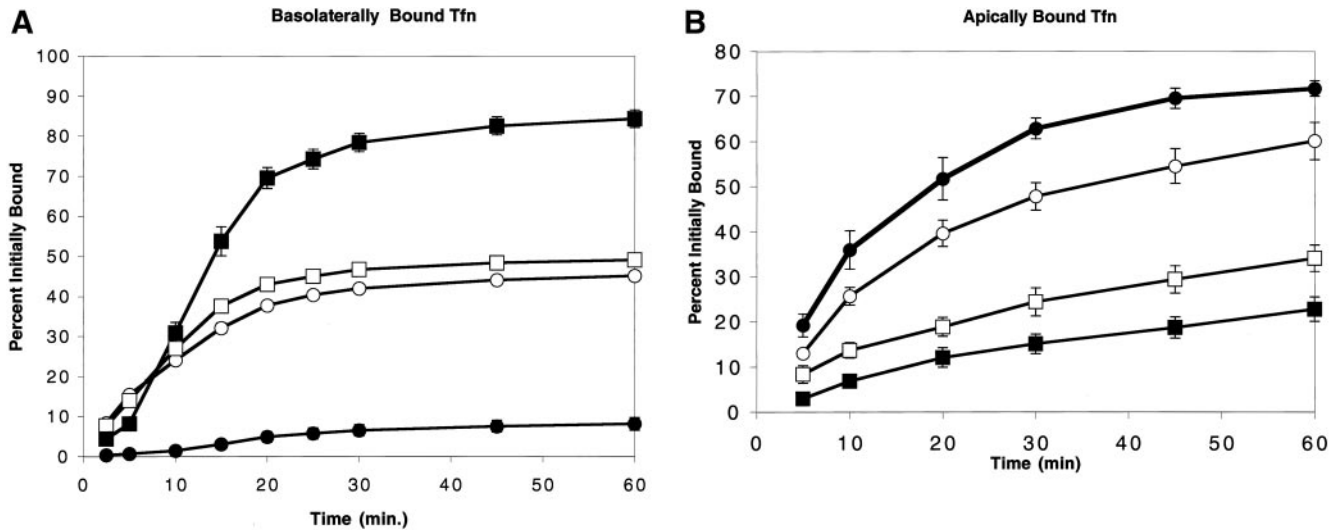 A
Basolaterally Bound Tfn
Percent Initially Bound
100
90
80
70
60
50
40
30
20
10
0
0 10 20 30 40 50 60
Time (min.)
B
Apically Bound Tfn
Percent Initially Bound
80
70
60
50
40
30
20
10
0
0 10 20 30 40 50 60
Time (min)